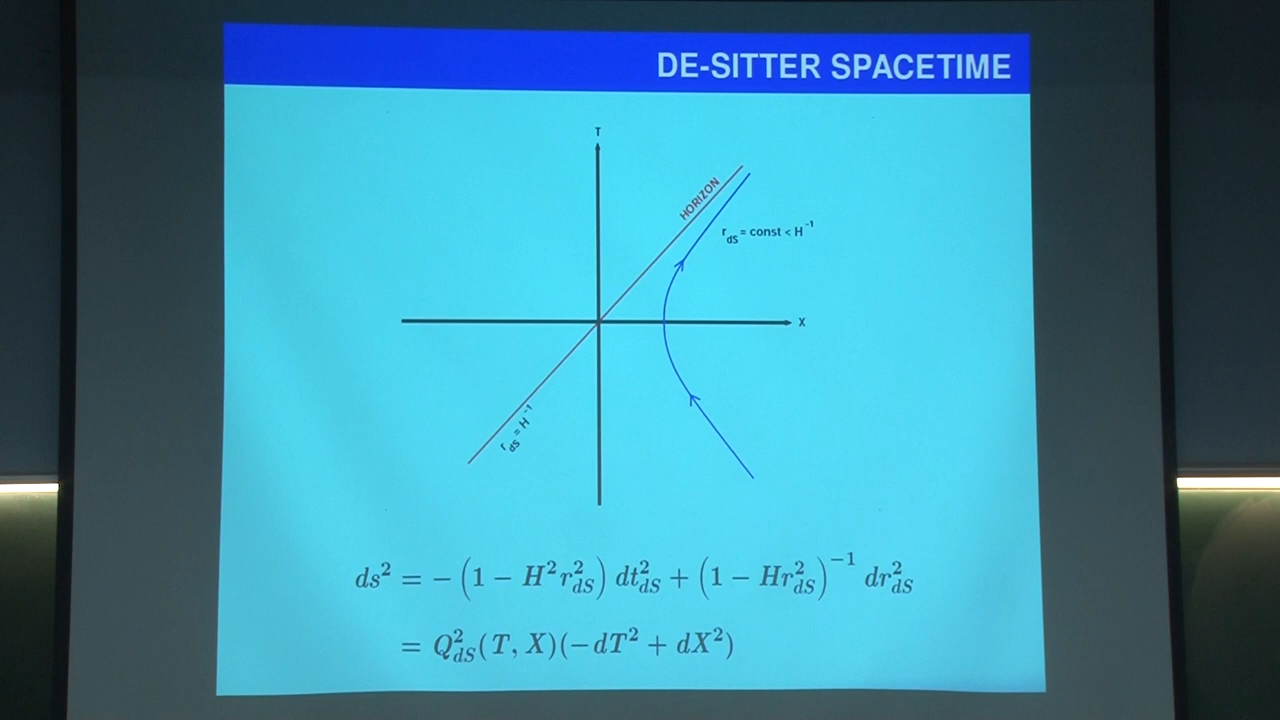 DE-SITTER SPACETIME
T
HORIZON
r_dS = const < H^-1
X
r_dS = H^-1
ds² = − (1 − H²r²_dS) dt²_dS + (1 − Hr²_dS)^−1 dr²_dS
= Q²_dS(T, X)(−dT² + dX²)